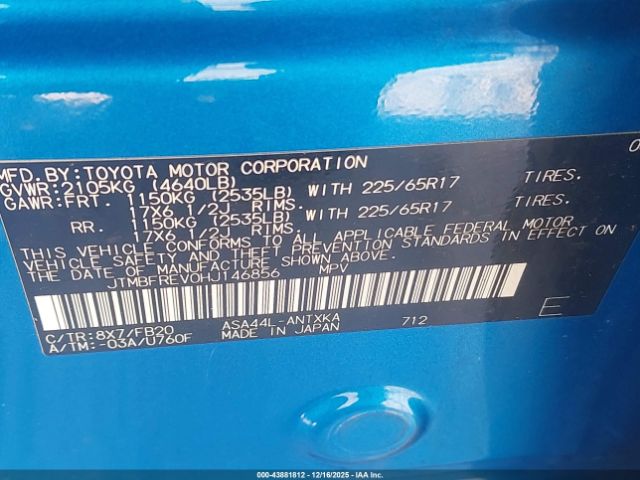 MFD. BY: TOYOTA MOTOR CORPORATION
GVWR: 2105KG (4640LB)
GAWR: FRT. 1150KG (2535LB) WITH 225/65R17 TIRES.
17X6 1/2J RIMS.
RR. 1150KG (2535LB) WITH 225/65R17 TIRES.
17X6 1/2J RIMS.
THIS VEHICLE CONFORMS TO ALL APPLICABLE FEDERAL MOTOR
VEHICLE SAFETY AND THEFT PREVENTION STANDARDS IN EFFECT ON
THE DATE OF MANUFACTURE SHOWN ABOVE.
JTMBFREV0HJ146856 MPV
C/TR: 8X7/FB20 ASA44L-ANTXKA 712
A/TM: -03A/U760F MADE IN JAPAN
E
000-43881812 | 12/16/2025 | IAA Inc.